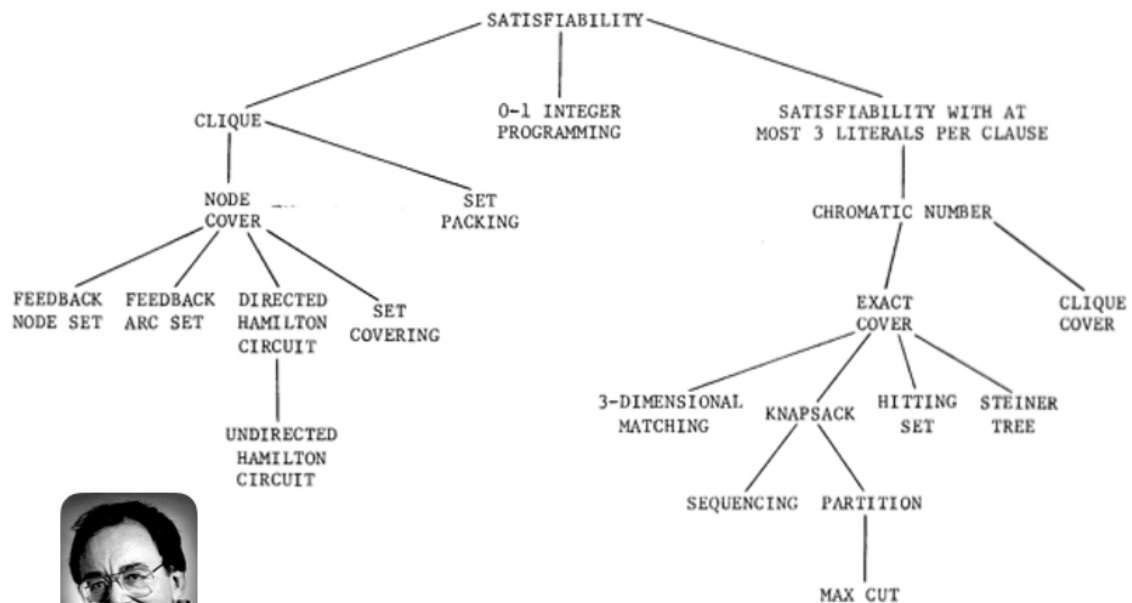 SATISFIABILITY
CLIQUE
0-1 INTEGER
PROGRAMMING
SATISFIABILITY WITH AT
MOST 3 LITERALS PER CLAUSE
NODE
COVER
SET
PACKING
CHROMATIC NUMBER
FEEDBACK
NODE SET
FEEDBACK
ARC SET
DIRECTED
HAMILTON
CIRCUIT
SET
COVERING
EXACT
COVER
CLIQUE
COVER
3-DIMENSIONAL
MATCHING
KNAPSACK
HITTING
SET
STEINER
TREE
UNDIRECTED
HAMILTON
CIRCUIT
SEQUENCING
PARTITION
MAX CUT